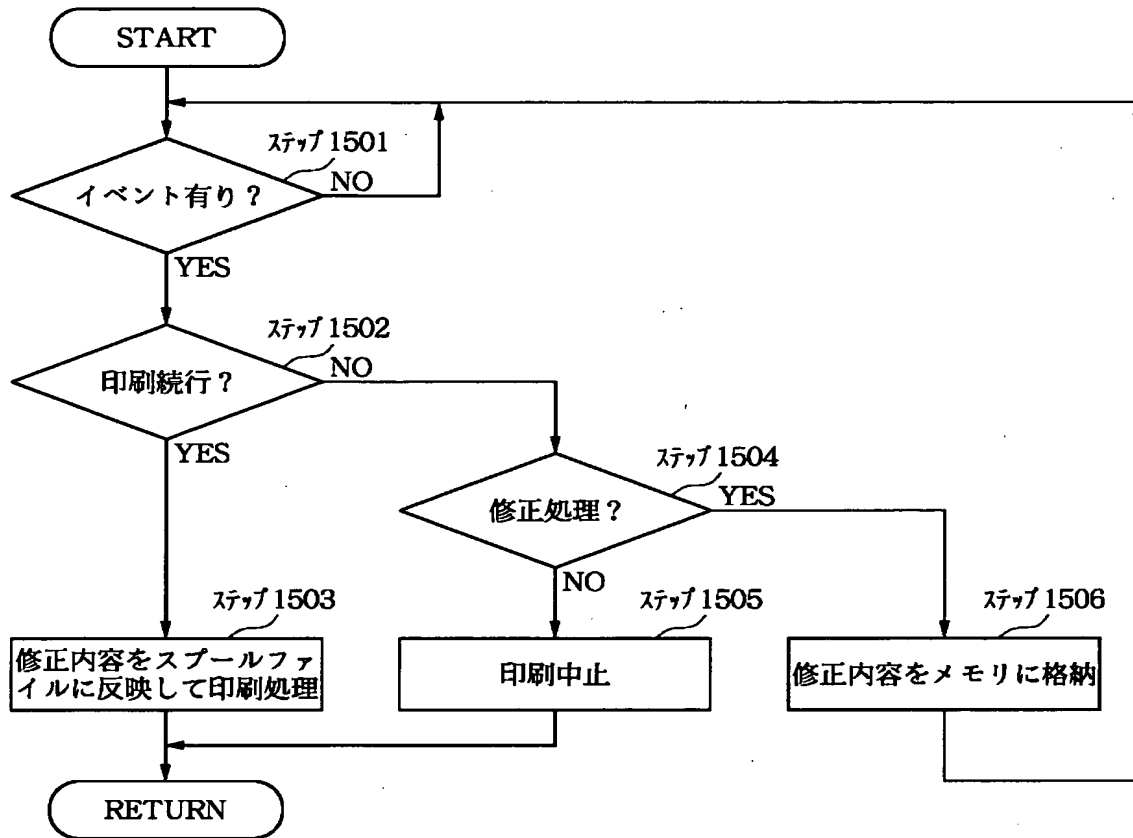 START
ステップ 1501
イベント有り?
NO
YES
ステップ 1502
印刷続行?
NO
YES
ステップ 1504
修正処理?
YES
NO
ステップ 1503
修正内容をスプールファ
イルに反映して印刷処理
ステップ 1505
印刷中止
ステップ 1506
修正内容をメモリに格納
RETURN